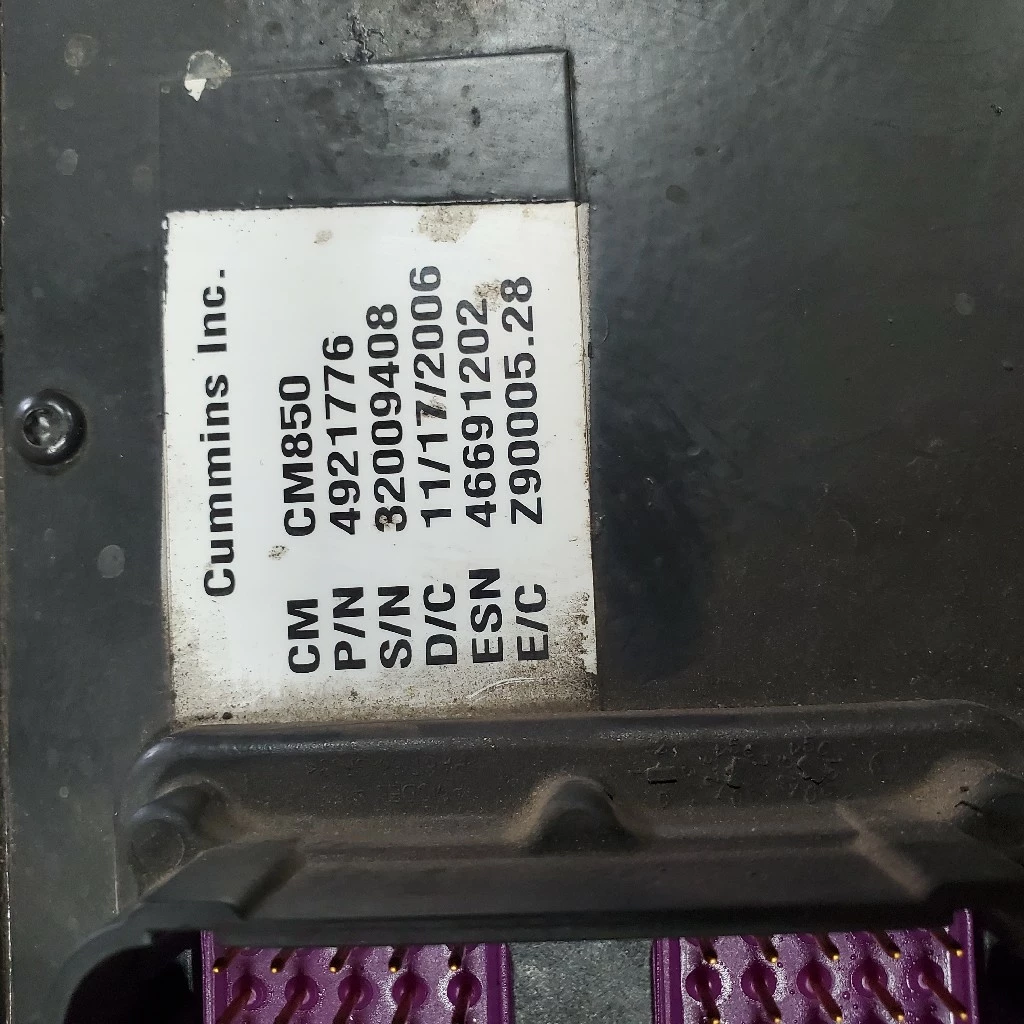 Cummins Inc.
CM CM850
P/N 4921776
S/N 32009408
D/C 11/17/2006
ESN 46691202
E/C Z90005.28